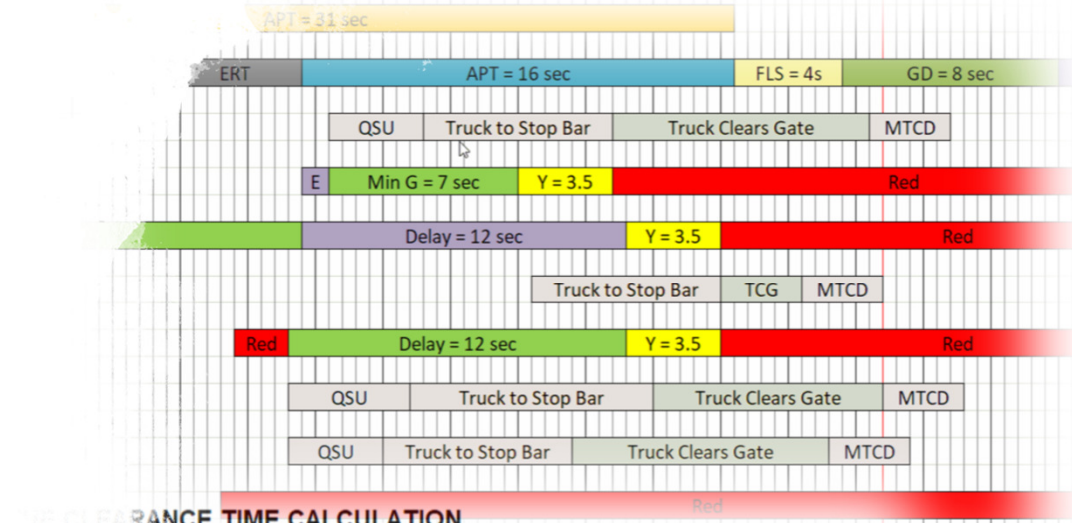 APT = 31 sec
ERT APT = 16 sec FLS = 4s GD = 8 sec
QSU Truck to Stop Bar Truck Clears Gate MTCD
E Min G = 7 sec Y = 3.5 Red
Delay = 12 sec Y = 3.5 Red
Truck to Stop Bar TCG MTCD
Red Delay = 12 sec Y = 3.5 Red
QSU Truck to Stop Bar Truck Clears Gate MTCD
QSU Truck to Stop Bar Truck Clears Gate MTCD
Red
CLEARANCE TIME CALCULATION